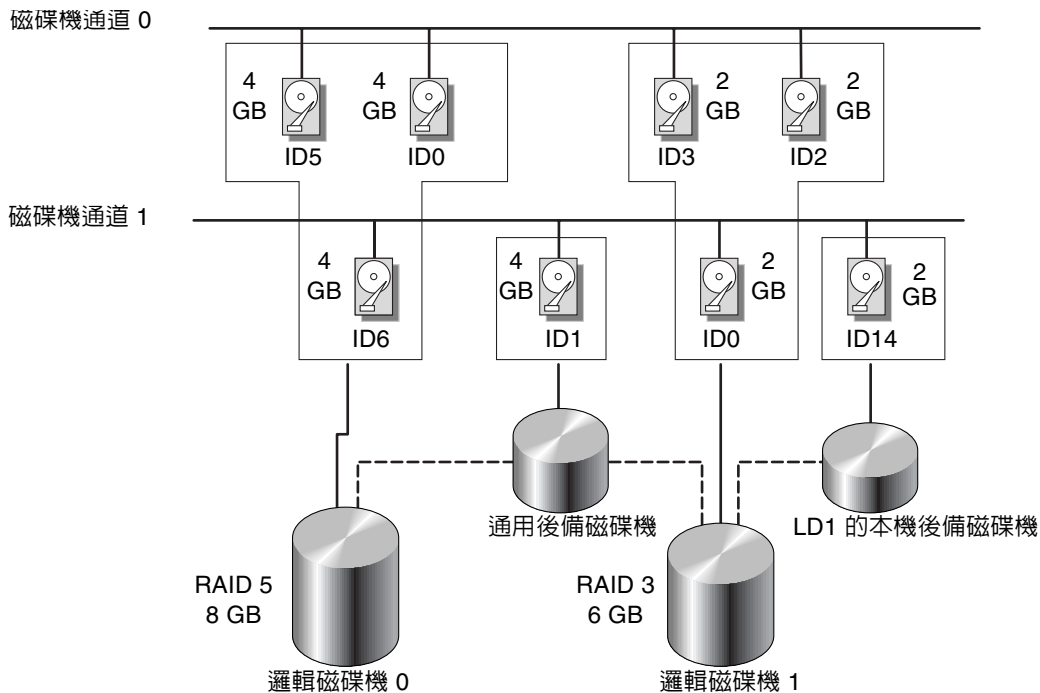 磁碟機通道 0
4
GB
ID5
4
GB
ID0
2
GB
ID3
2
GB
ID2
磁碟機通道 1
4
GB
ID6
4
GB
ID1
2
GB
ID0
2
GB
ID14
通用後備磁碟機
LD1 的本機後備磁碟機
RAID 5
8 GB
RAID 3
6 GB
邏輯磁碟機 0
邏輯磁碟機 1